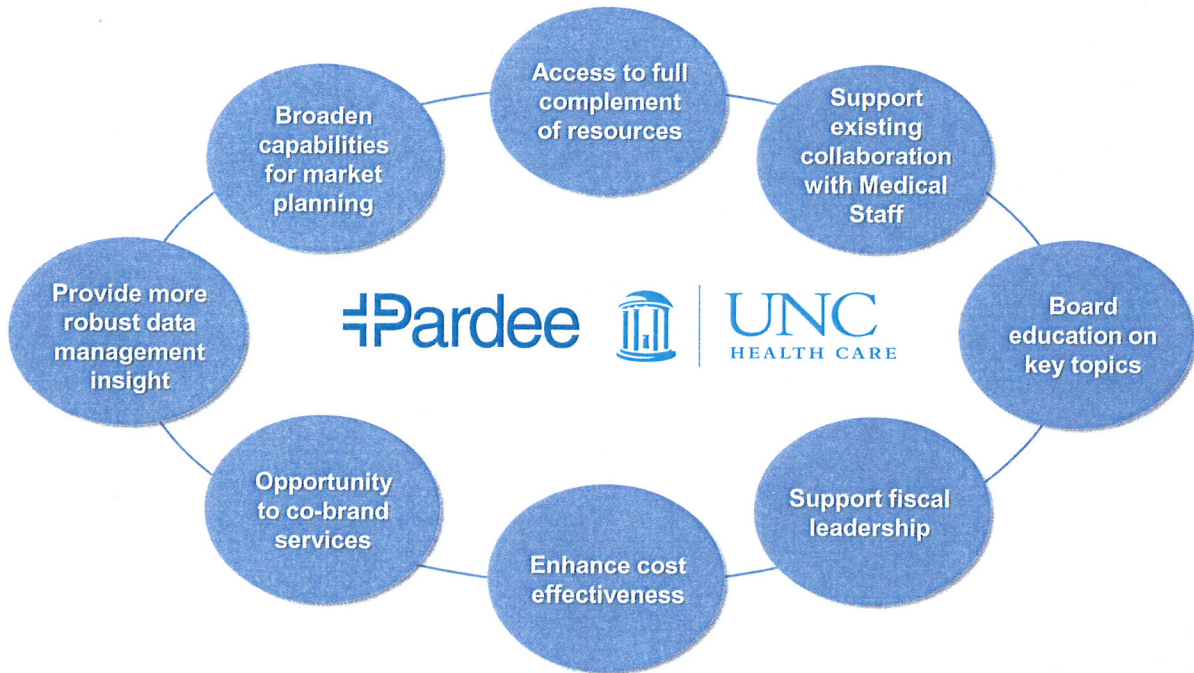 Access to full
complement
of resources
Support
existing
collaboration
with Medical
Staff
Board
education on
key topics
Support fiscal
leadership
Enhance cost
effectiveness
Opportunity
to co-brand
services
Provide more
robust data
management
insight
Broaden
capabilities
for market
planning
Pardee
UNC
HEALTH CARE